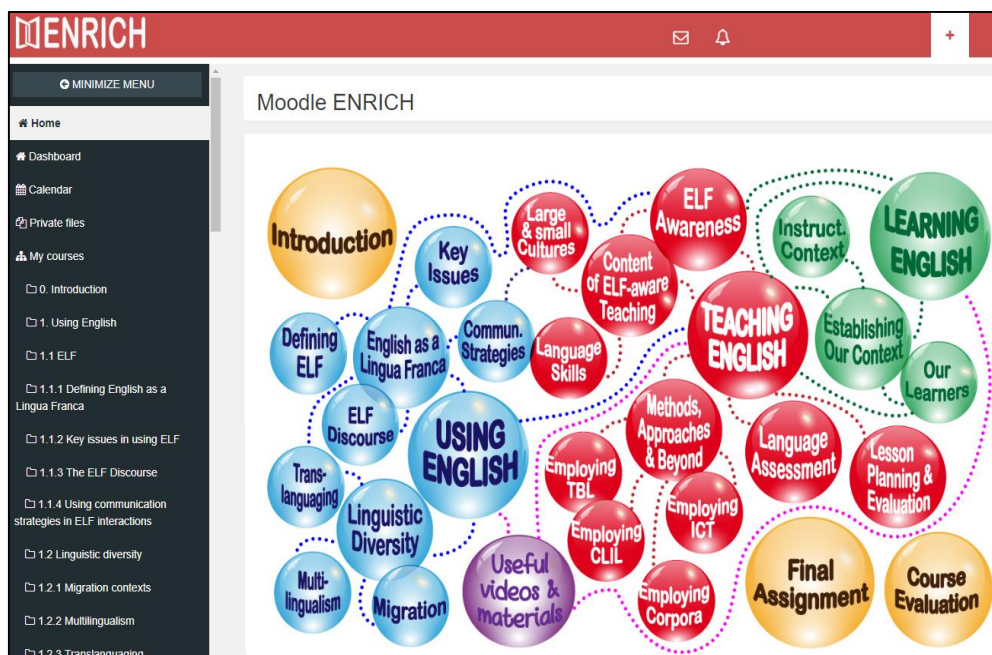 ENRICH
MINIMIZE MENU
Home
Dashboard
Calendar
Private files
My courses
0. Introduction
1. Using English
1.1 ELF
1.1.1 Defining English as a
Lingua Franca
1.1.2 Key issues in using ELF
1.1.3 The ELF Discourse
1.1.4 Using communication
strategies in ELF interactions
1.2 Linguistic diversity
1.2.1 Migration contexts
1.2.2 Multilingualism
1.2.3 Translanguaging
Moodle ENRICH
Introduction
Key
Issues
Large
& small
Cultures
ELF
Awareness
Instruct.
Context
LEARNING
ENGLISH
Defining
ELF
English as a
Lingua Franca
Commun.
Strategies
Content
of ELF-aware
Teaching
Language
Skills
TEACHING
ENGLISH
Establishing
Our Context
Our
Learners
ELF
Discourse
USING
ENGLISH
Methods,
Approaches
& Beyond
Language
Assessment
Lesson
Planning &
Evaluation
Trans-
languaging
Linguistic
Diversity
Employing
TBL
Employing
CLIL
Employing
ICT
Multi-
lingualism
Migration
Useful
videos &
materials
Employing
Corpora
Final
Assignment
Course
Evaluation